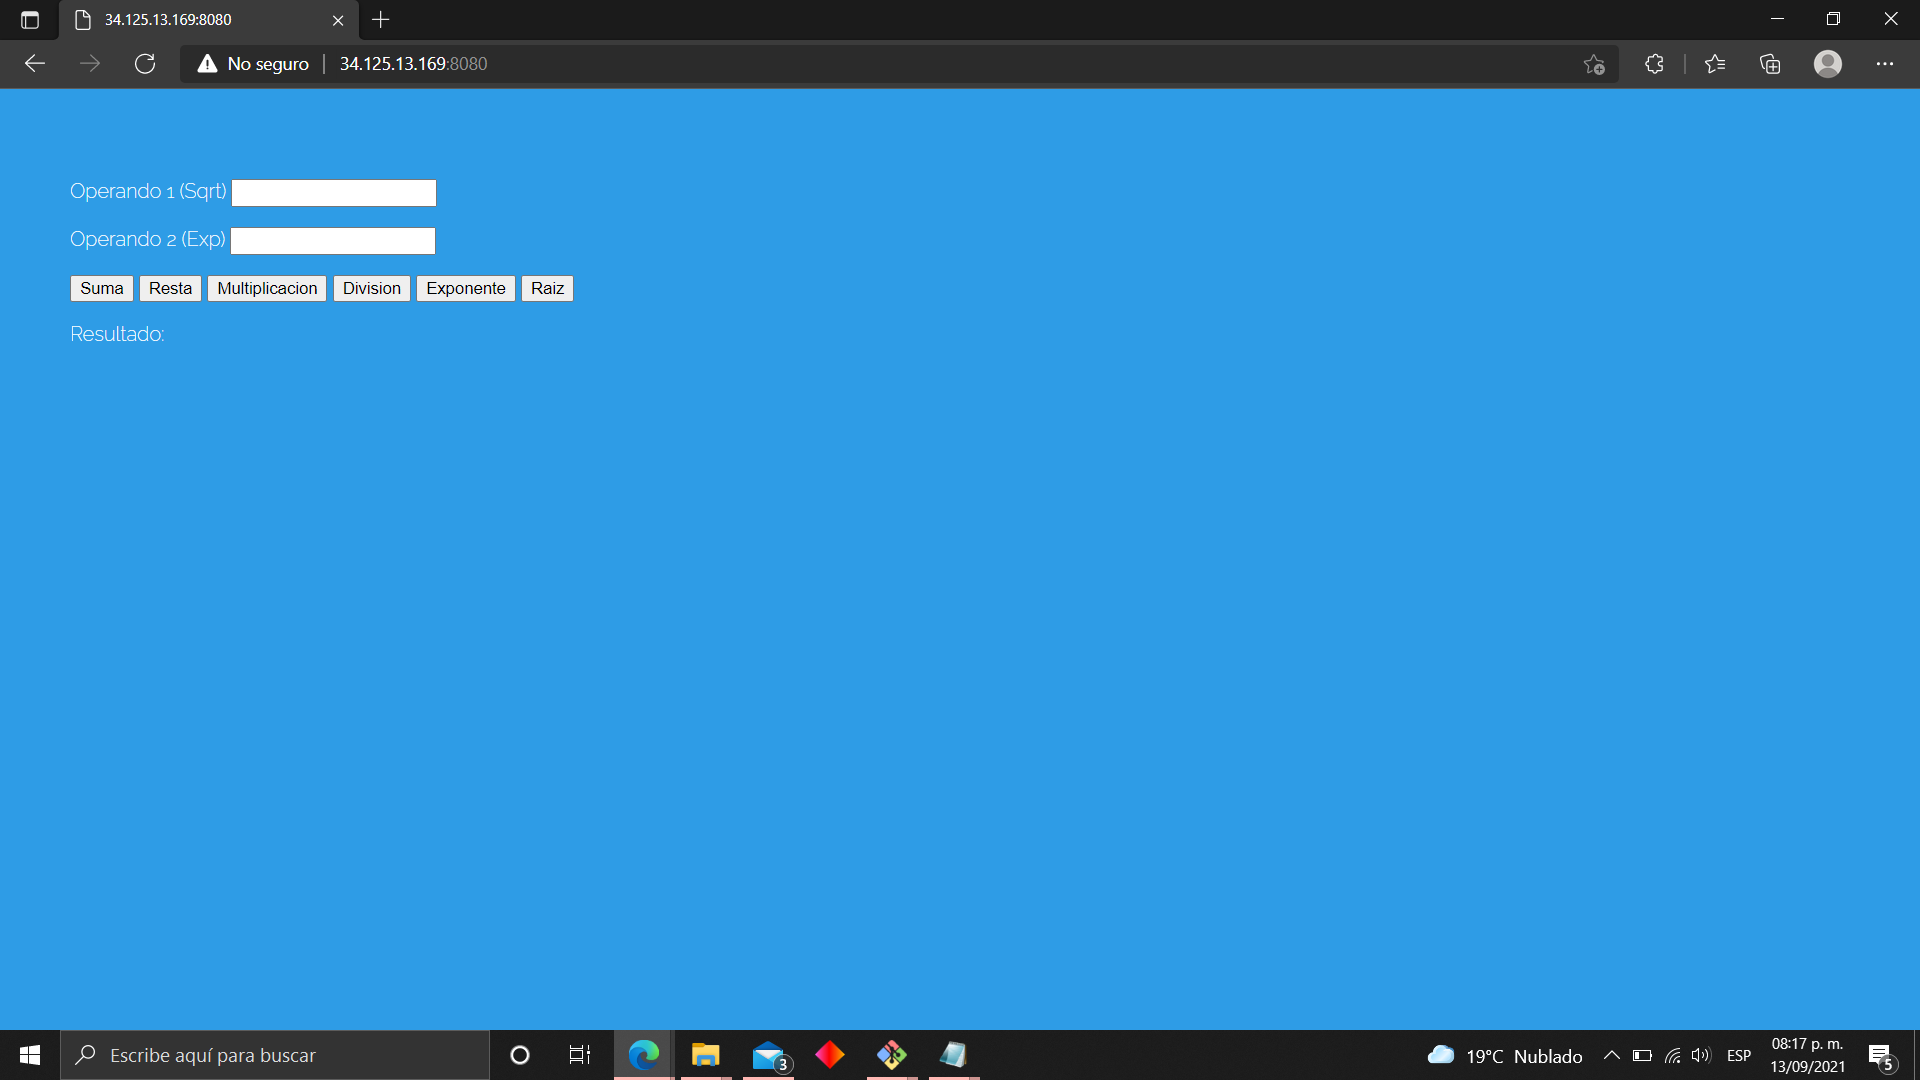 34.125.13.169:8080
No seguro | 34.125.13.169:8080
Operando 1 (Sqrt)
Operando 2 (Exp)
Suma Resta Multiplicacion Division Exponente Raiz
Resultado:
Escribe aquí para buscar
3
19°C Nublado
ESP
08:17 p. m.
13/09/2021
5